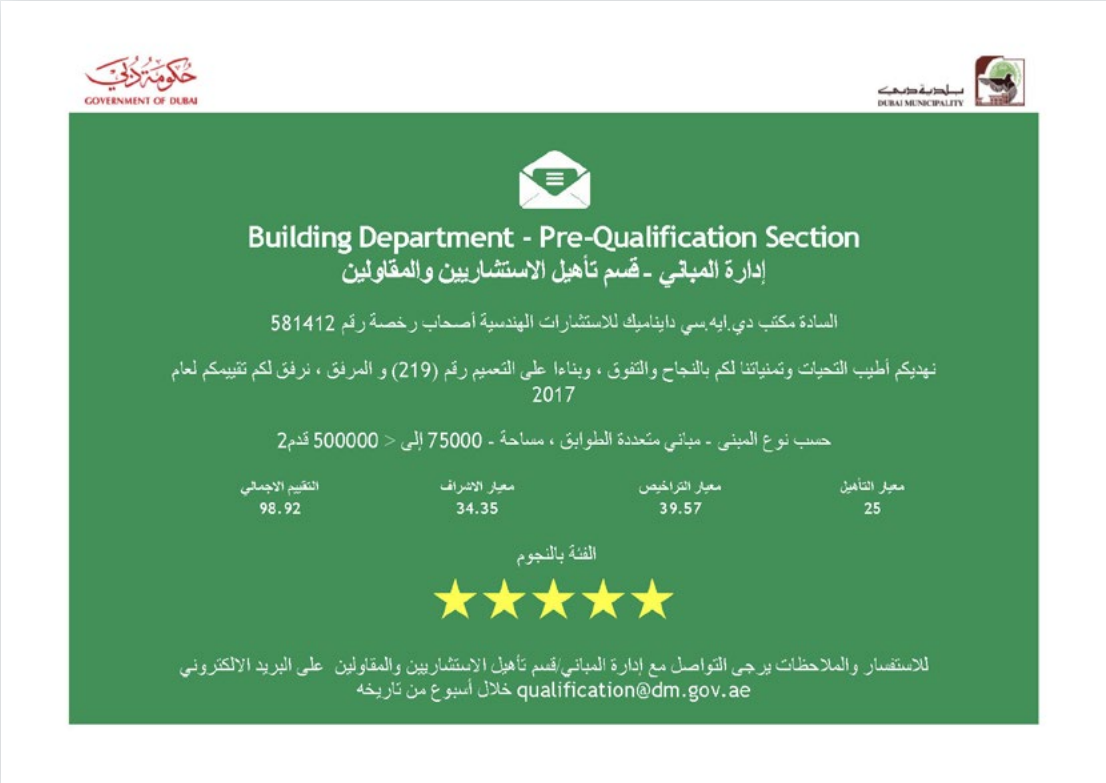 حكومة دبي
GOVERNMENT OF DUBAI
بلدية دبي
DUBAI MUNICIPALITY
Building Department - Pre-Qualification Section
إدارة المباني - قسم تأهيل الاستشاريين والمقاولين
السادة مكتب دي.ايه.سي دايناميك للاستشارات الهندسية أصحاب رخصة رقم 581412
نهديكم أطيب التحيات وتمنياتنا لكم بالنجاح والتفوق ، وبناءا على التعميم رقم (219) و المرفق ، نرفق لكم تقييمكم لعام
2017
حسب نوع المبنى - مباني متعددة الطوابق ، مساحة - 75000 إلى < 500000 قدم2
معيار التأهيل معيار التراخيص معيار الاشراف التقييم الاجمالي
25 39.57 34.35 98.92
الفئة بالنجوم
للاستفسار والملاحظات يرجى التواصل مع إدارة المباني/قسم تأهيل الاستشاريين والمقاولين على البريد الالكتروني
qualification@dm.gov.ae خلال أسبوع من تاريخه